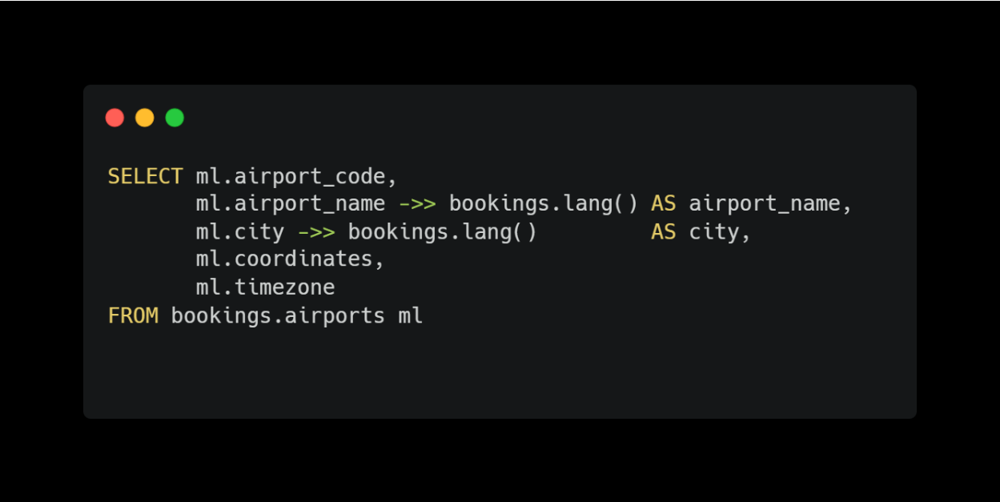 SELECT ml.airport_code,
       ml.airport_name ->> bookings.lang() AS airport_name,
       ml.city ->> bookings.lang()         AS city,
       ml.coordinates,
       ml.timezone
FROM bookings.airports ml